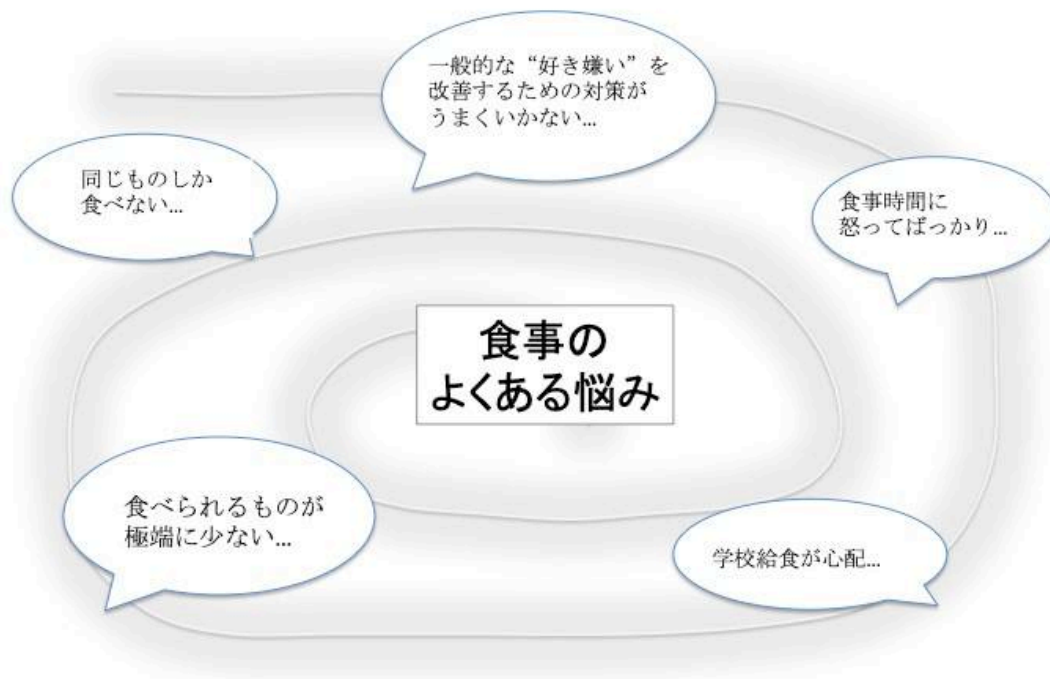 一般的な“好き嫌い”を
改善するための対策が
うまくいかない...
同じものしか
食べない...
食事時間に
怒ってばっかり...
食事の
よくある悩み
食べられるものが
極端に少ない...
学校給食が心配...